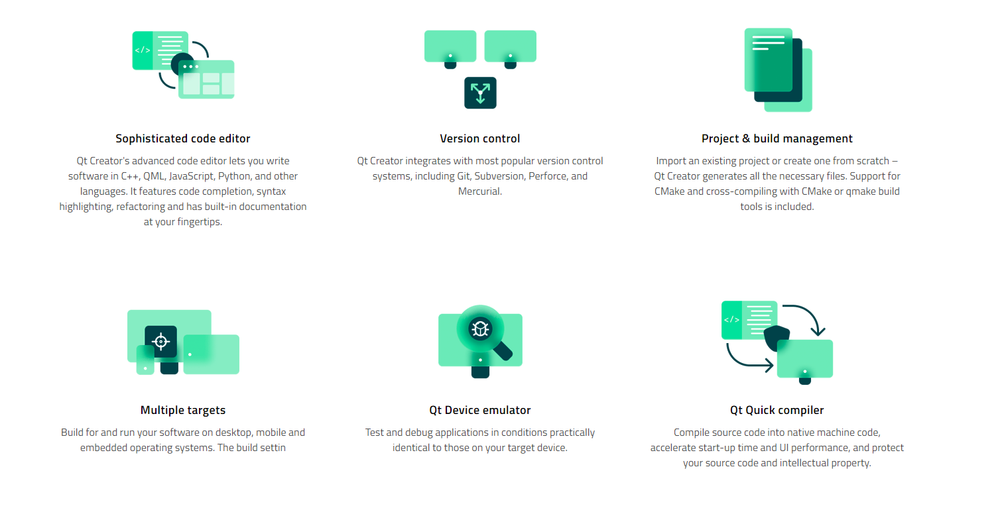 </>
Sophisticated code editor
Qt Creator's advanced code editor lets you write
software in C++, QML, JavaScript, Python, and other
languages. It features code completion, syntax
highlighting, refactoring and has built-in documentation
at your fingertips.
Version control
Qt Creator integrates with most popular version control
systems, including Git, Subversion, Perforce, and
Mercurial.
Project & build management
Import an existing project or create one from scratch –
Qt Creator generates all the necessary files. Support for
CMake and cross-compiling with CMake or qmake build
tools is included.
Multiple targets
Build for and run your software on desktop, mobile and
embedded operating systems. The build settin
Qt Device emulator
Test and debug applications in conditions practically
identical to those on your target device.
</>
Qt Quick compiler
Compile source code into native machine code,
accelerate start-up time and UI performance, and protect
your source code and intellectual property.